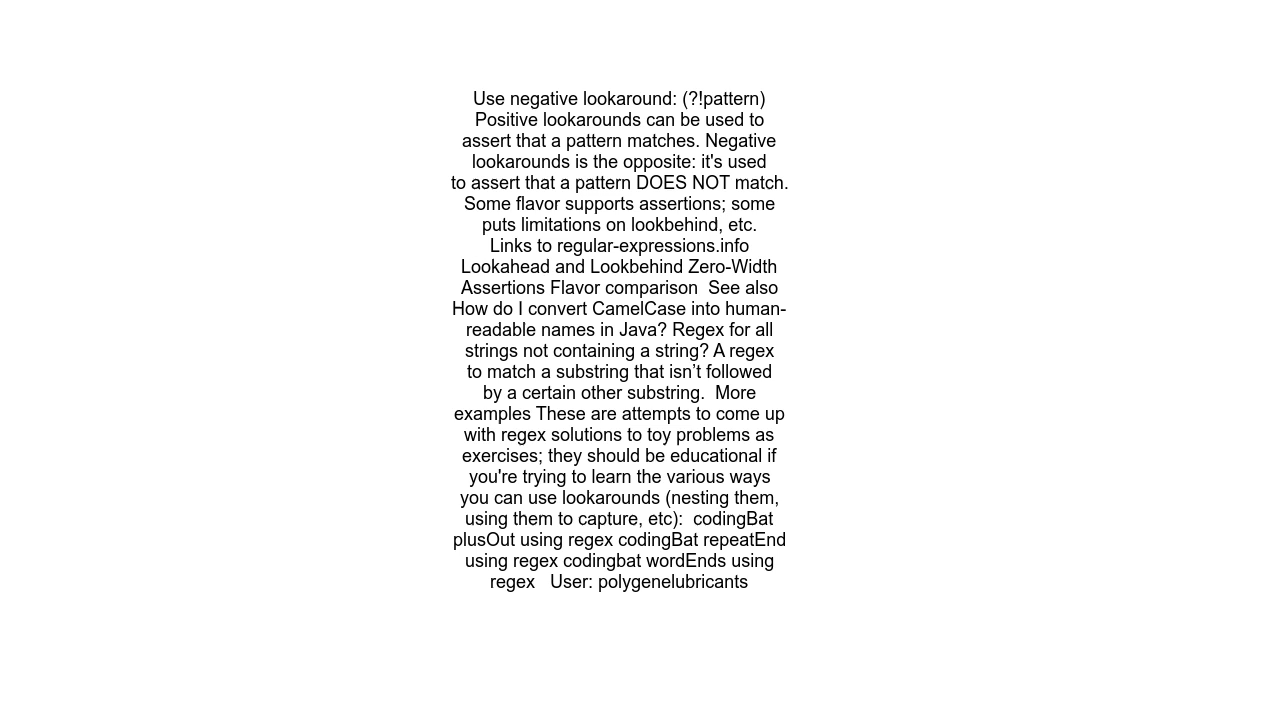 Use negative lookaround: (?!pattern)
Positive lookarounds can be used to
assert that a pattern matches. Negative
lookarounds is the opposite: it's used
to assert that a pattern DOES NOT match.
Some flavor supports assertions; some
puts limitations on lookbehind, etc.
Links to regular-expressions.info
Lookahead and Lookbehind Zero-Width
Assertions Flavor comparison  See also
How do I convert CamelCase into human-
readable names in Java? Regex for all
strings not containing a string? A regex
to match a substring that isn’t followed
by a certain other substring.  More
examples These are attempts to come up
with regex solutions to toy problems as
exercises; they should be educational if
you're trying to learn the various ways
you can use lookarounds (nesting them,
using them to capture, etc):  codingBat
plusOut using regex codingBat repeatEnd
using regex codingbat wordEnds using
regex   User: polygenelubricants